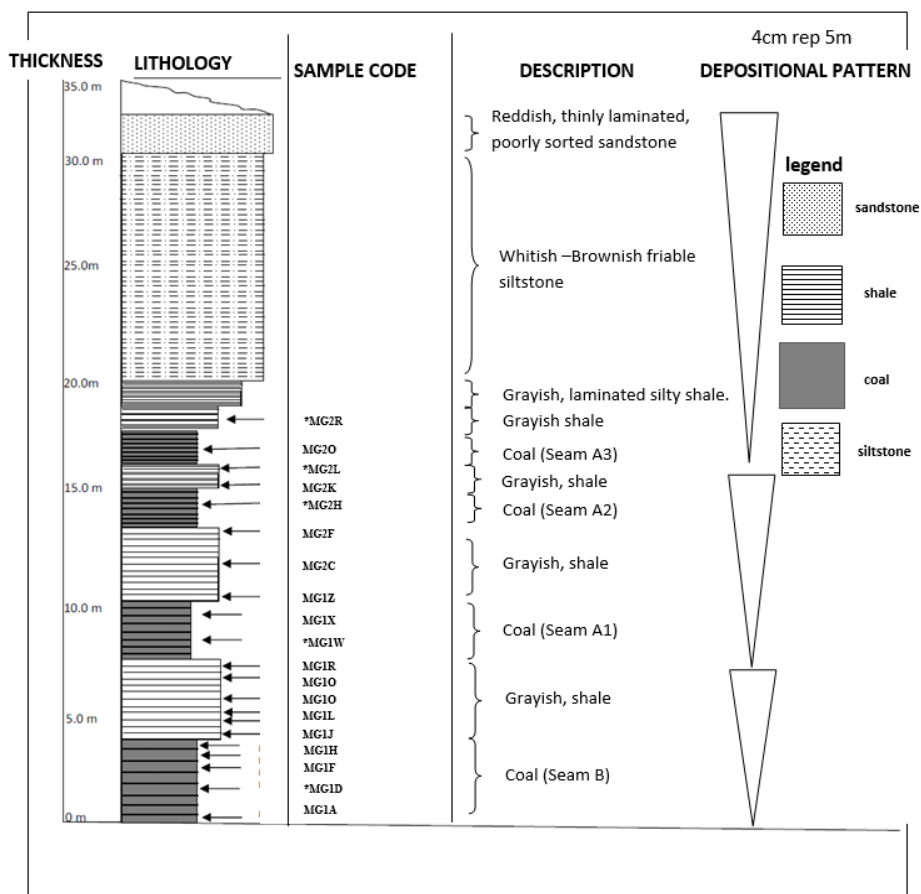 4cm rep 5m
THICKNESS
LITHOLOGY
SAMPLE CODE
DESCRIPTION
DEPOSITIONAL PATTERN
35.0 m
Reddish, thinly laminated,
poorly sorted sandstone
30.0 m
legend
sandstone
Whitish –Brownish friable
siltstone
25.0m
shale
coal
20.0m
Grayish, laminated silty shale.
*MG2R
Grayish shale
MG2O
Coal (Seam A3)
siltstone
*MG2L
Grayish, shale
15.0m
MG2K
*MG2H
Coal (Seam A2)
MG2F
MG2C
Grayish, shale
MG1Z
10.0 m
MG1X
Coal (Seam A1)
*MG1W
MG1R
MG1O
MG1O
Grayish, shale
5.0 m
MG1L
MG1J
MG1H
MG1F
Coal (Seam B)
*MG1D
MG1A
0 m